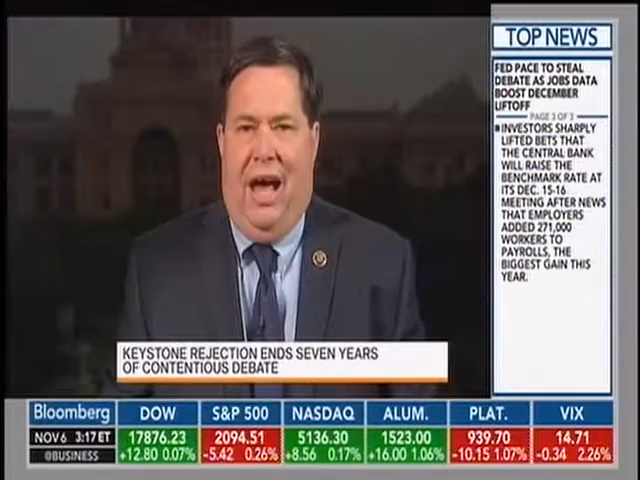 TOP NEWS
FED PACE TO STEAL
DEBATE AS JOBS DATA
BOOST DECEMBER
LIFTOFF
PAGE 3 OF 3
INVESTORS SHARPLY
LIFTED BETS THAT
THE CENTRAL BANK
WILL RAISE THE
BENCHMARK RATE AT
ITS DEC. 15-16
MEETING AFTER NEWS
THAT EMPLOYERS
ADDED 271,000
WORKERS TO
PAYROLLS, THE
BIGGEST GAIN THIS
YEAR.
KEYSTONE REJECTION ENDS SEVEN YEARS
OF CONTENTIOUS DEBATE
Bloomberg DOW S&P 500 NASDAQ ALUM. PLAT. VIX
NOV 6 3:17 ET 17876.23 2094.51 5136.30 1523.00 939.70 14.71
@BUSINESS +12.80 0.07% -5.42 0.26% +8.56 0.17% +16.00 1.06% -10.15 1.07% -0.34 2.26%